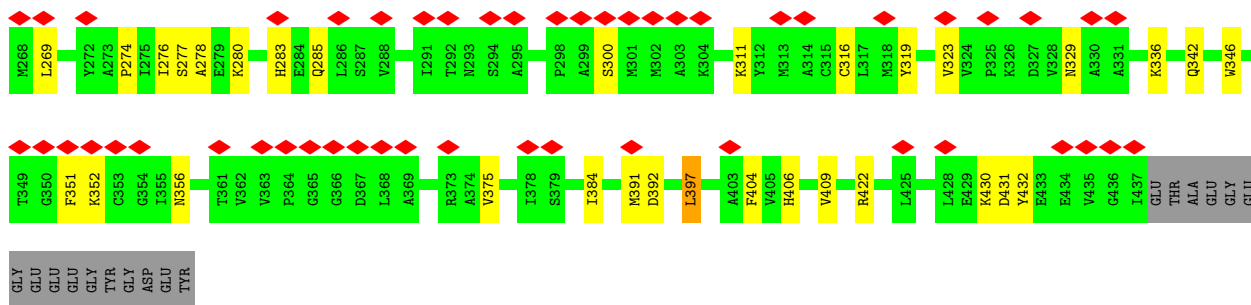 M268 L269 Y272 A273 P274 I275 I276 S277 A278 E279 K280 H283 E284 Q285 L286 S287 V288 I291 T292 N293 S294 A295 P298 A299 S300 M301 M302 A303 K304 K311 Y312 M313 A314 C315 C316 L317 M318 Y319 V323 V324 P325 K326 D327 V328 N329 A330 A331 K336 Q342 W346
T349 G350 F351 K352 C353 G354 I355 N356 T361 V362 V363 P364 G365 G366 D367 L368 A369 R373 A374 V375 I378 S379 I384 M391 D392 L397 A403 F404 V405 H406 V409 R422 L425 L428 E429 K430 D431 Y432 E433 E434 V435 G436 I437 GLU THR ALA GLU GLY GLU
GLY GLU GLU GLU GLY TYR GLY ASP GLU TYR